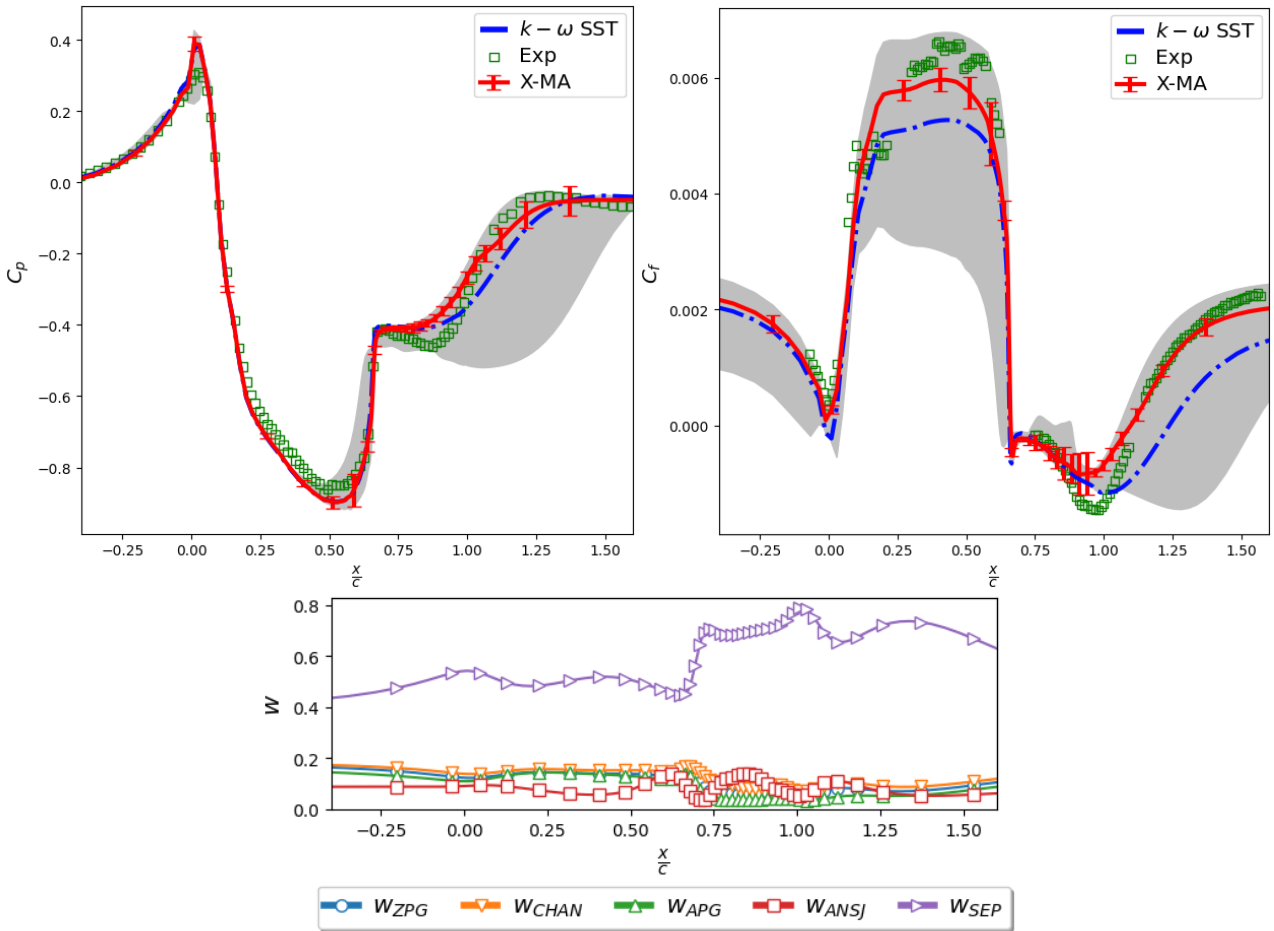 0.4
0.2
0.0
−0.2
−0.4
−0.6
−0.8
C_p
−0.25 0.00 0.25 0.50 0.75 1.00 1.25 1.50
x/c
k − ω SST
Exp
X-MA
0.006
0.004
0.002
0.000
C_f
−0.25 0.00 0.25 0.50 0.75 1.00 1.25 1.50
x/c
k − ω SST
Exp
X-MA
0.8
0.6
0.4
0.2
0.0
w
−0.25 0.00 0.25 0.50 0.75 1.00 1.25 1.50
x/c
w_ZPG w_CHAN w_APG w_ANSJ w_SEP